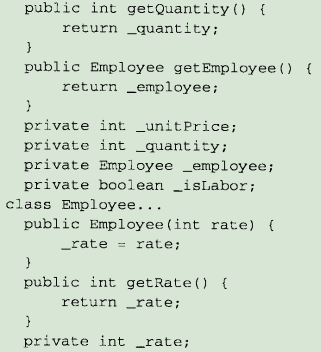 public int getQuantity() {
return _quantity;
}
public Employee getEmployee() {
return _employee;
}
private int _unitPrice;
private int _quantity;
private Employee _employee;
private boolean _isLabor;
class Employee...
public Employee(int rate) {
_rate = rate;
}
public int getRate() {
return _rate;
}
private int _rate;